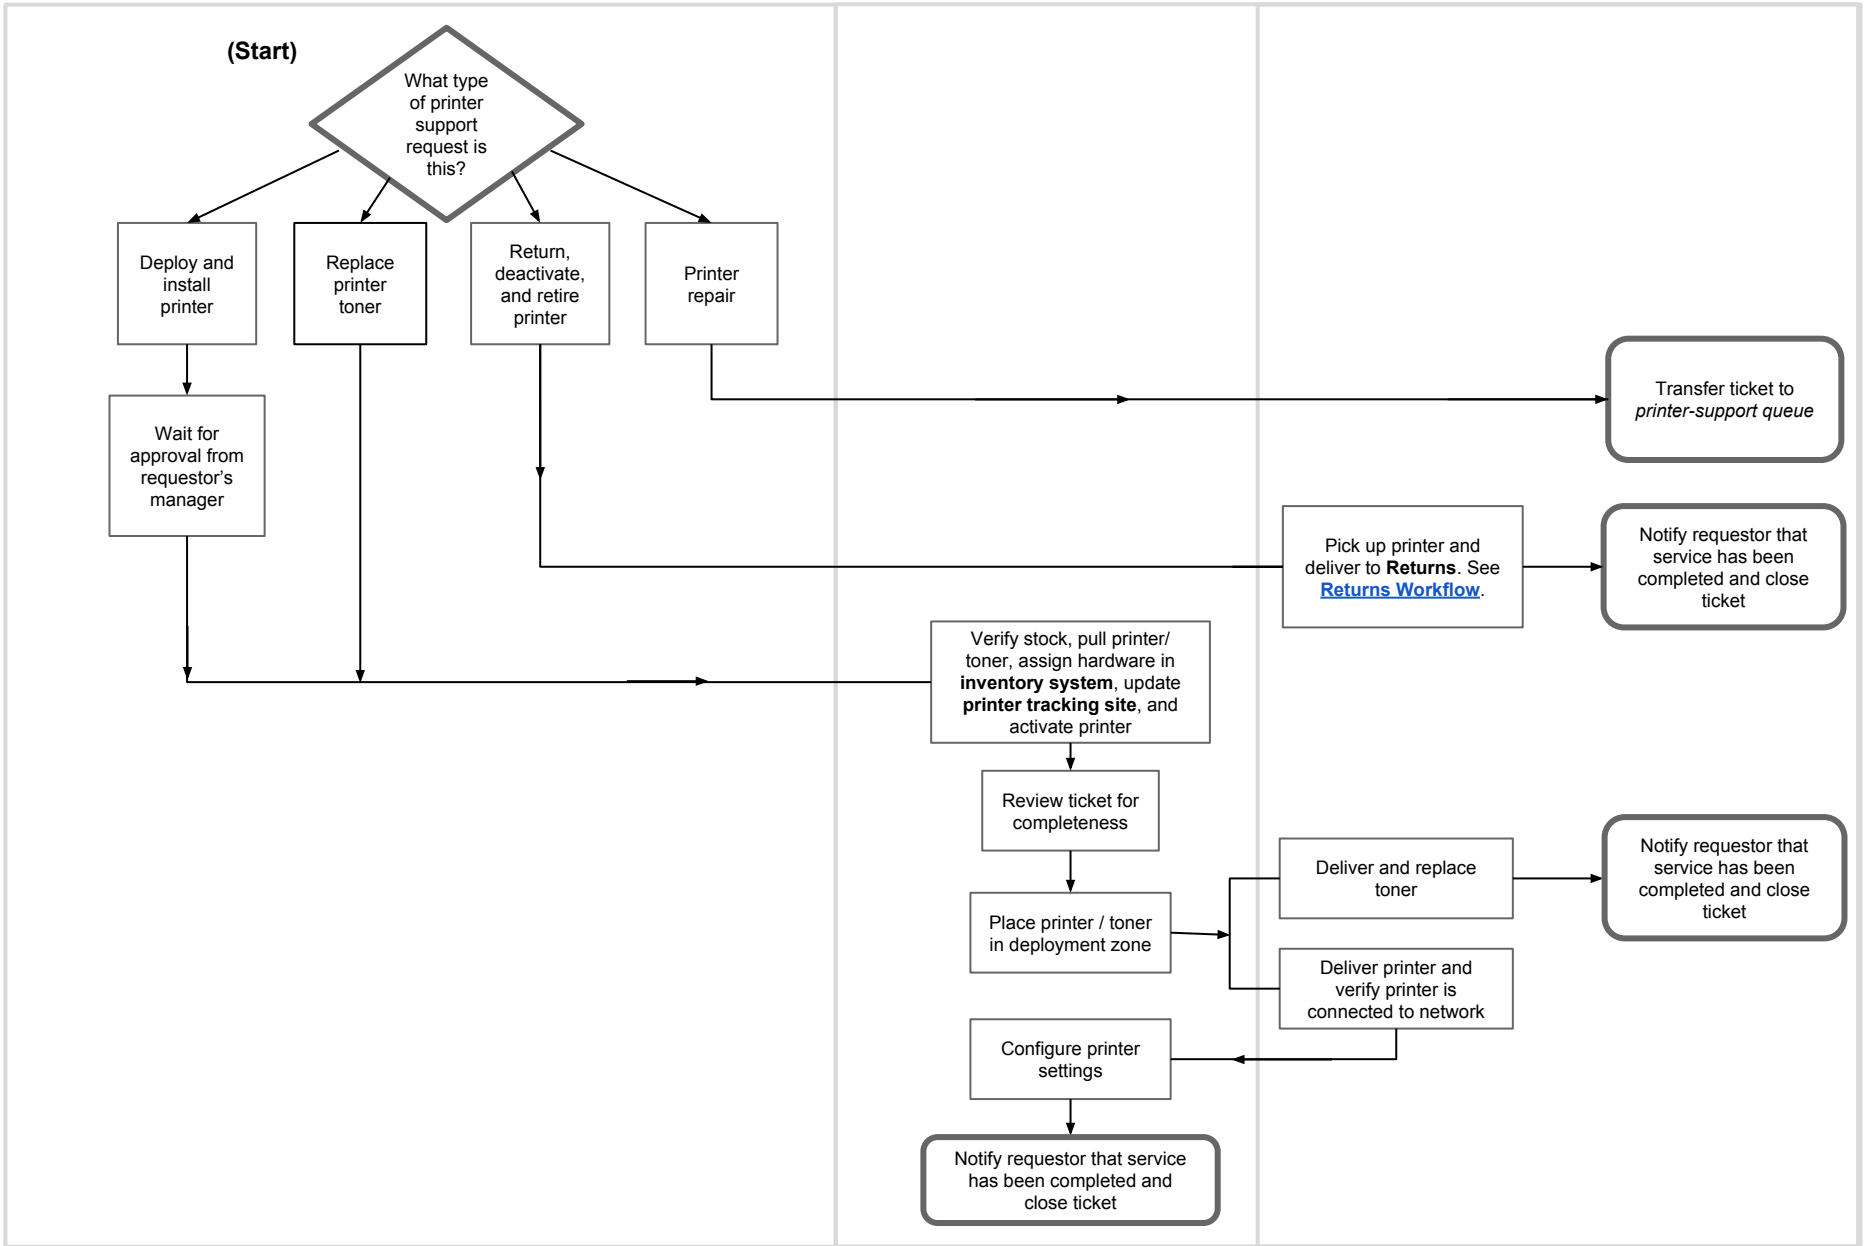 (Start)
What type
of printer
support
request is
this?
Deploy and
install
printer
Replace
printer
toner
Return,
deactivate,
and retire
printer
Printer
repair
Transfer ticket to
printer-support queue
Wait for
approval from
requestor’s
manager
Pick up printer and
deliver to Returns. See
Returns Workflow.
Notify requestor that
service has been
completed and close
ticket
Verify stock, pull printer/
toner, assign hardware in
inventory system, update
printer tracking site, and
activate printer
Review ticket for
completeness
Place printer / toner
in deployment zone
Deliver and replace
toner
Notify requestor that
service has been
completed and close
ticket
Deliver printer and
verify printer is
connected to network
Configure printer
settings
Notify requestor that service
has been completed and
close ticket